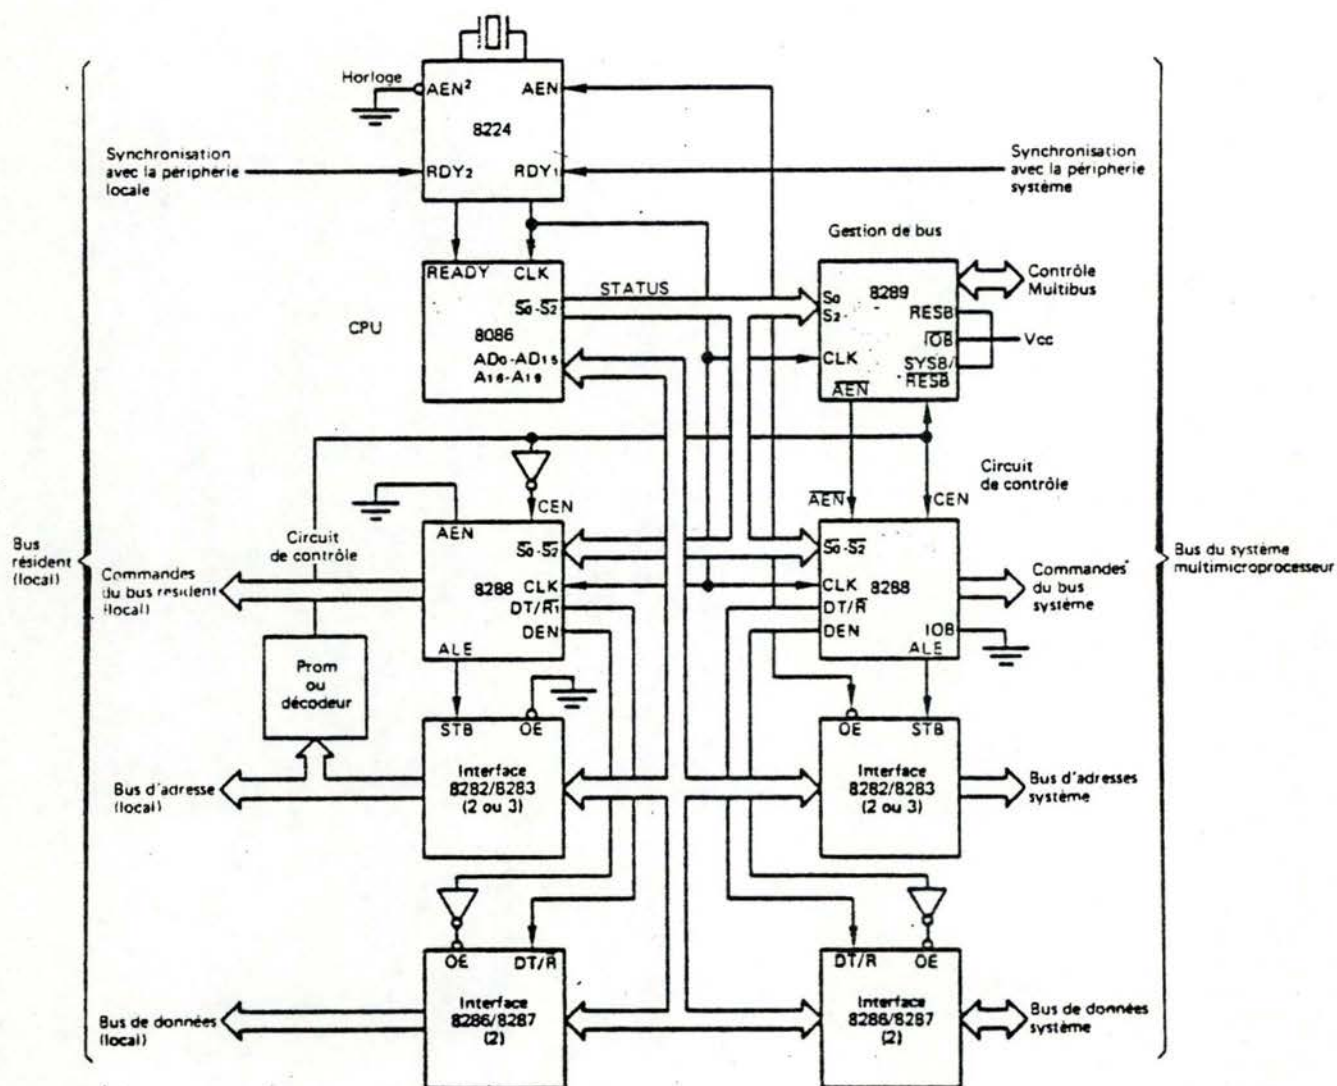 Horloge
AEN²
AEN
8224
RDY₂
RDY₁
Synchronisation
avec la péripherie
locale
Synchronisation
avec la péripherie
système
Gestion de bus
READY
CLK
S̅0̅-S̅2̅
8086
AD0-AD15
A16-A19
CPU
STATUS
S0
S2
8289
RESB
I̅O̅B̅
SYSB/
R̅E̅S̅B̅
CLK
A̅E̅N̅
Contrôle
Multibus
Vcc
CEN
A̅E̅N̅
CEN
Circuit
de contrôle
Bus
résident
(local)
Circuit
de contrôle
Commandes
du bus résident
(local)
AEN
S̅0̅-S̅2̅
8288
CLK
DT/R̅1̅
DEN
ALE
S̅0̅-S̅2̅
CLK
8288
DT/R̅
DEN
IOB
ALE
Commandes
du bus
système
Bus du système
multimicroprocesseur
Prom
ou
décodeur
STB
OE
Interface
8282/8283
(2 ou 3)
OE
STB
Interface
8282/8283
(2 ou 3)
Bus d'adresse
(local)
Bus d'adresses
système
OE
DT/R
Interface
8286/8287
(2)
DT/R
OE
Interface
8286/8287
(2)
Bus de données
(local)
Bus de données
système